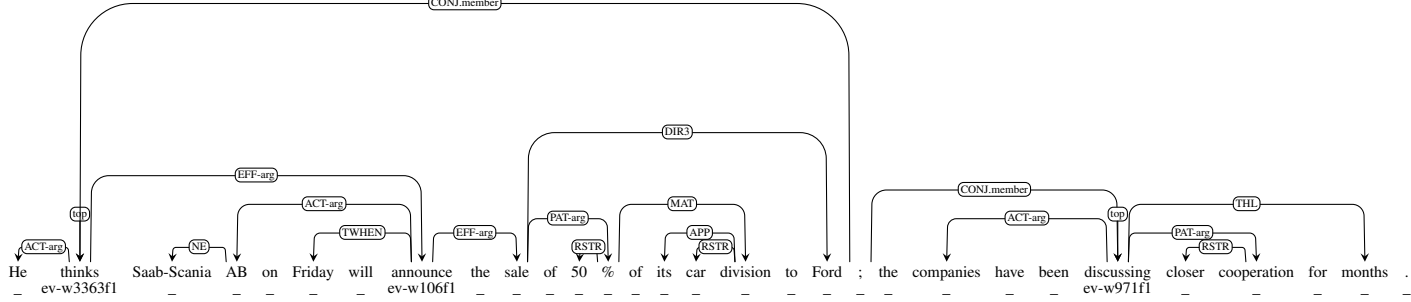 CONJ.member
DIR3
EFF-arg CONJ.member
ACT-arg MAT THL
top top
PAT-arg ACT-arg
TWHEN EFF-arg APP PAT-arg
ACT-arg NE RSTR RSTR RSTR
He thinks Saab-Scania AB on Friday will announce the sale of 50 % of its car division to Ford ; the companies have been discussing closer cooperation for months .
ev-w3363f1 ev-w106f1 ev-w971f1
_ _ _ _ _ _ _ _ _ _ _ _ _ _ _ _ _ _ _ _ _ _ _ _ _ _ _ _ _ _